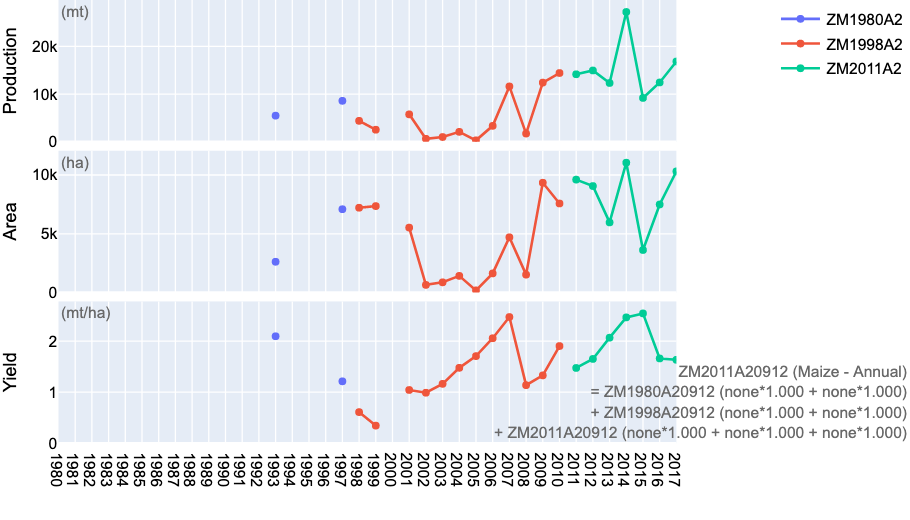 (mt)
Production
20k
10k
0
ZM1980A2
ZM1998A2
ZM2011A2
(ha)
Area
10k
5k
0
(mt/ha)
Yield
2
1
0
ZM2011A20912 (Maize - Annual)
= ZM1980A20912 (none*1.000 + none*1.000)
+ ZM1998A20912 (none*1.000 + none*1.000)
+ ZM2011A20912 (none*1.000 + none*1.000 + none*1.000)
1980
1981
1982
1983
1984
1985
1986
1987
1988
1989
1990
1991
1992
1993
1994
1995
1996
1997
1998
1999
2000
2001
2002
2003
2004
2005
2006
2007
2008
2009
2010
2011
2012
2013
2014
2015
2016
2017